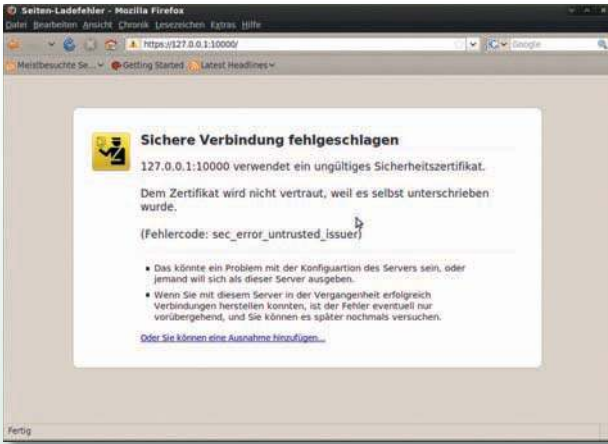 Seiten-Ladefehler - Mozilla Firefox
Datei Bearbeiten Ansicht Chronik Lesezeichen Extras Hilfe
https://127.0.0.1:10000/ Google
Meistbesuchte Se... Getting Started Latest Headlines
Sichere Verbindung fehlgeschlagen
127.0.0.1:10000 verwendet ein ungültiges Sicherheitszertifikat.
Dem Zertifikat wird nicht vertraut, weil es selbst unterschrieben
wurde.
(Fehlercode: sec_error_untrusted_issuer)
Das könnte ein Problem mit der Konfiguartion des Servers sein, oder
jemand will sich als dieser Server ausgeben.
Wenn Sie mit diesem Server in der Vergangenheit erfolgreich
Verbindungen herstellen konnten, ist der Fehler eventuell nur
vorübergehend, und Sie können es später nochmals versuchen.
Oder Sie können eine Ausnahme hinzufügen...
Fertig